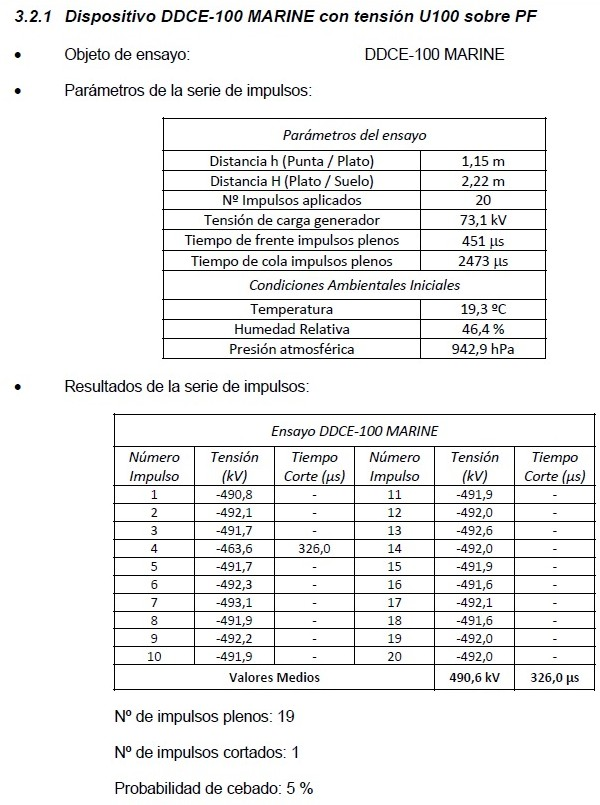 3.2.1 Dispositivo DDCE-100 MARINE con tensión U100 sobre PF
• Objeto de ensayo: DDCE-100 MARINE
• Parámetros de la serie de impulsos:
Parámetros del ensayo
Distancia h (Punta / Plato) 1,15 m
Distancia H (Plato / Suelo) 2,22 m
Nº Impulsos aplicados 20
Tensión de carga generador 73,1 kV
Tiempo de frente impulsos plenos 451 µs
Tiempo de cola impulsos plenos 2473 µs
Condiciones Ambientales Iniciales
Temperatura 19,3 ºC
Humedad Relativa 46,4 %
Presión atmosférica 942,9 hPa
• Resultados de la serie de impulsos:
Ensayo DDCE-100 MARINE
Número Tensión Tiempo Número Tensión Tiempo
Impulso (kV) Corte (µs) Impulso (kV) Corte (µs)
1 -490,8 - 11 -491,9 -
2 -492,1 - 12 -492,0 -
3 -491,7 - 13 -492,6 -
4 -463,6 326,0 14 -492,0 -
5 -491,7 - 15 -491,9 -
6 -492,3 - 16 -491,6 -
7 -493,1 - 17 -492,1 -
8 -491,9 - 18 -491,6 -
9 -492,2 - 19 -492,0 -
10 -491,9 - 20 -492,0 -
Valores Medios 490,6 kV 326,0 µs
Nº de impulsos plenos: 19
Nº de impulsos cortados: 1
Probabilidad de cebado: 5 %